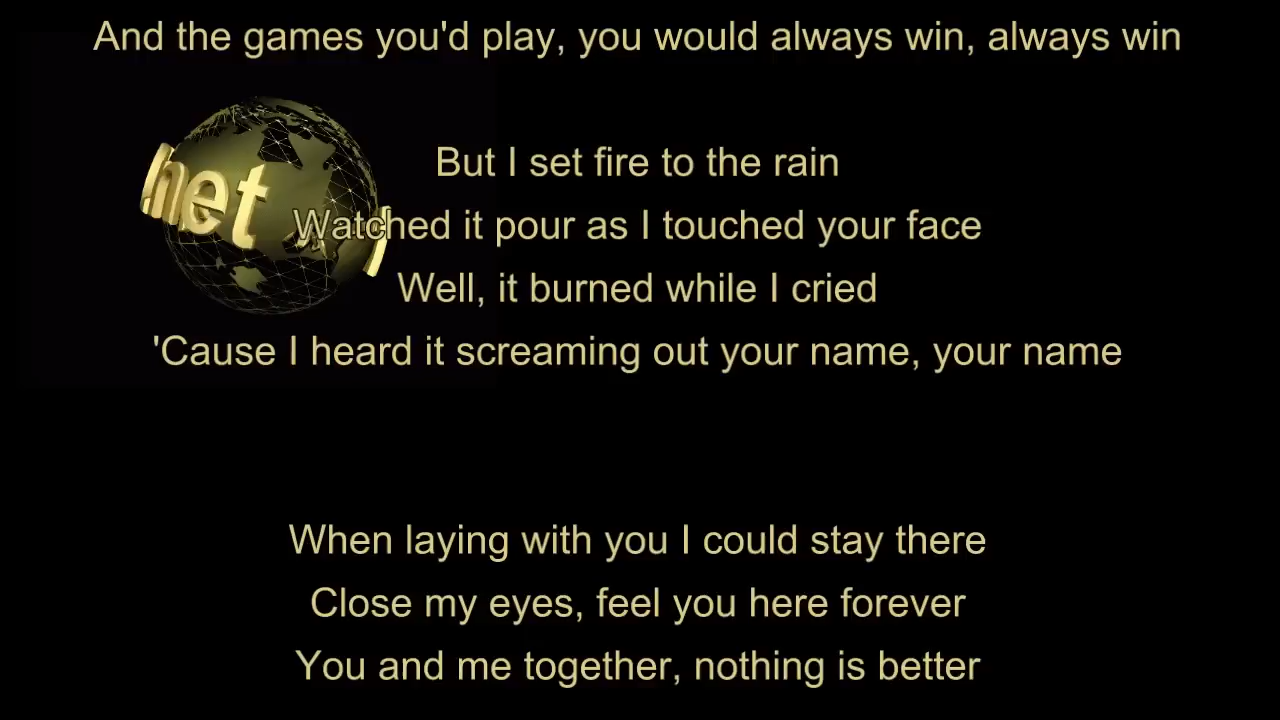 And the games you'd play, you would always win, always win
But I set fire to the rain
net
Watched it pour as I touched your face
Well, it burned while I cried
'Cause I heard it screaming out your name, your name
When laying with you I could stay there
Close my eyes, feel you here forever
You and me together, nothing is better